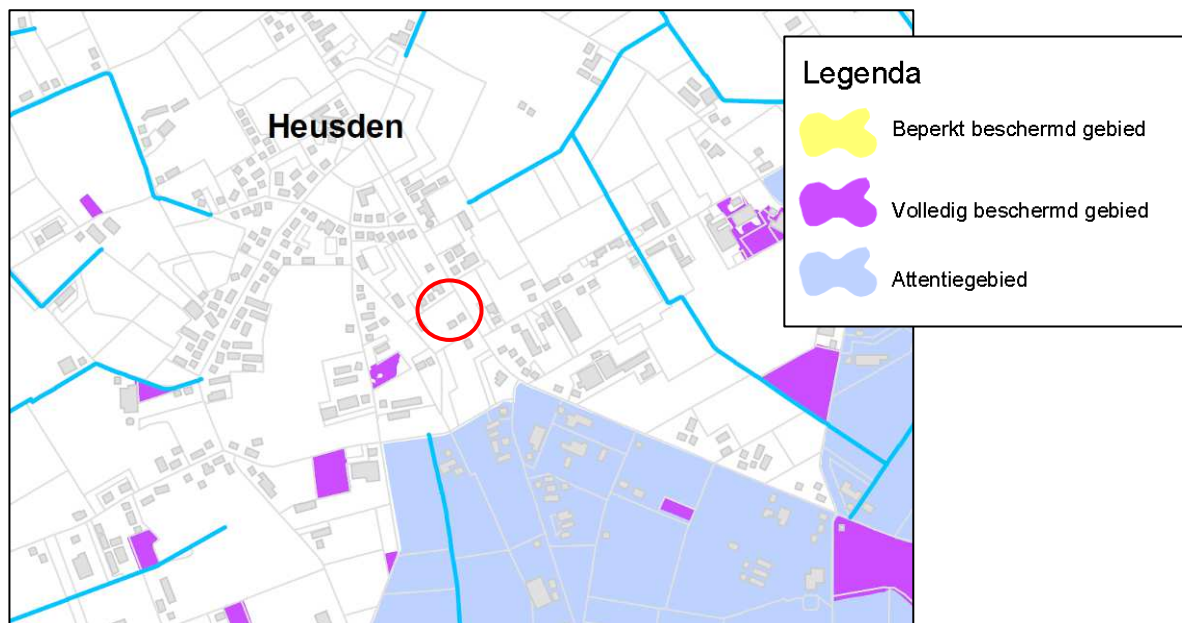 Heusden
Legenda
Beperkt beschermd gebied
Volledig beschermd gebied
Attentiegebied